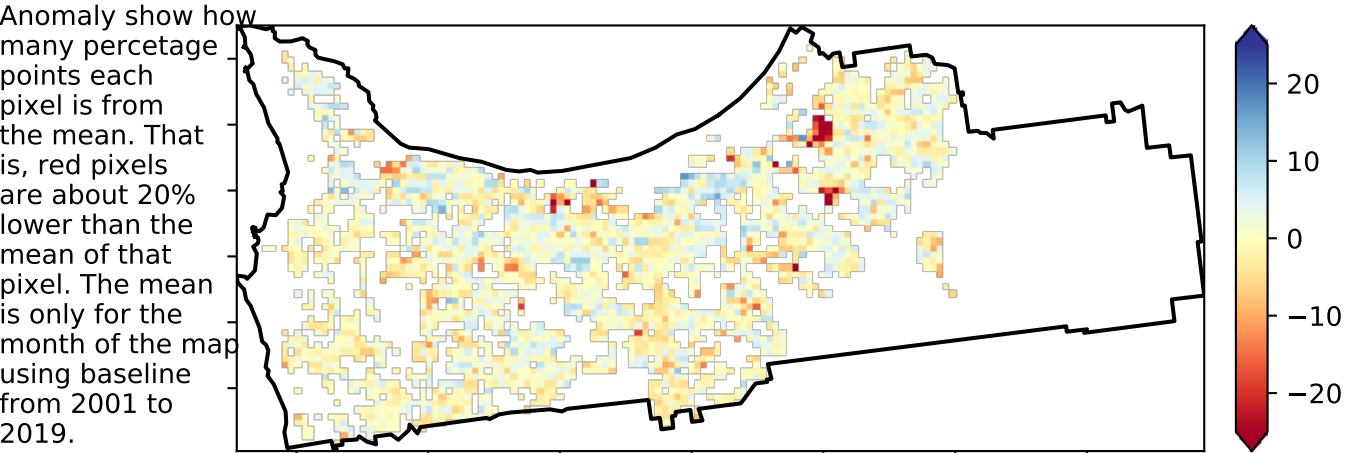 Anomaly show how
many percetage
points each
pixel is from
the mean. That
is, red pixels
are about 20%
lower than the
mean of that
pixel. The mean
is only for the
month of the map
using baseline
from 2001 to
2019.
20
10
0
−10
−20